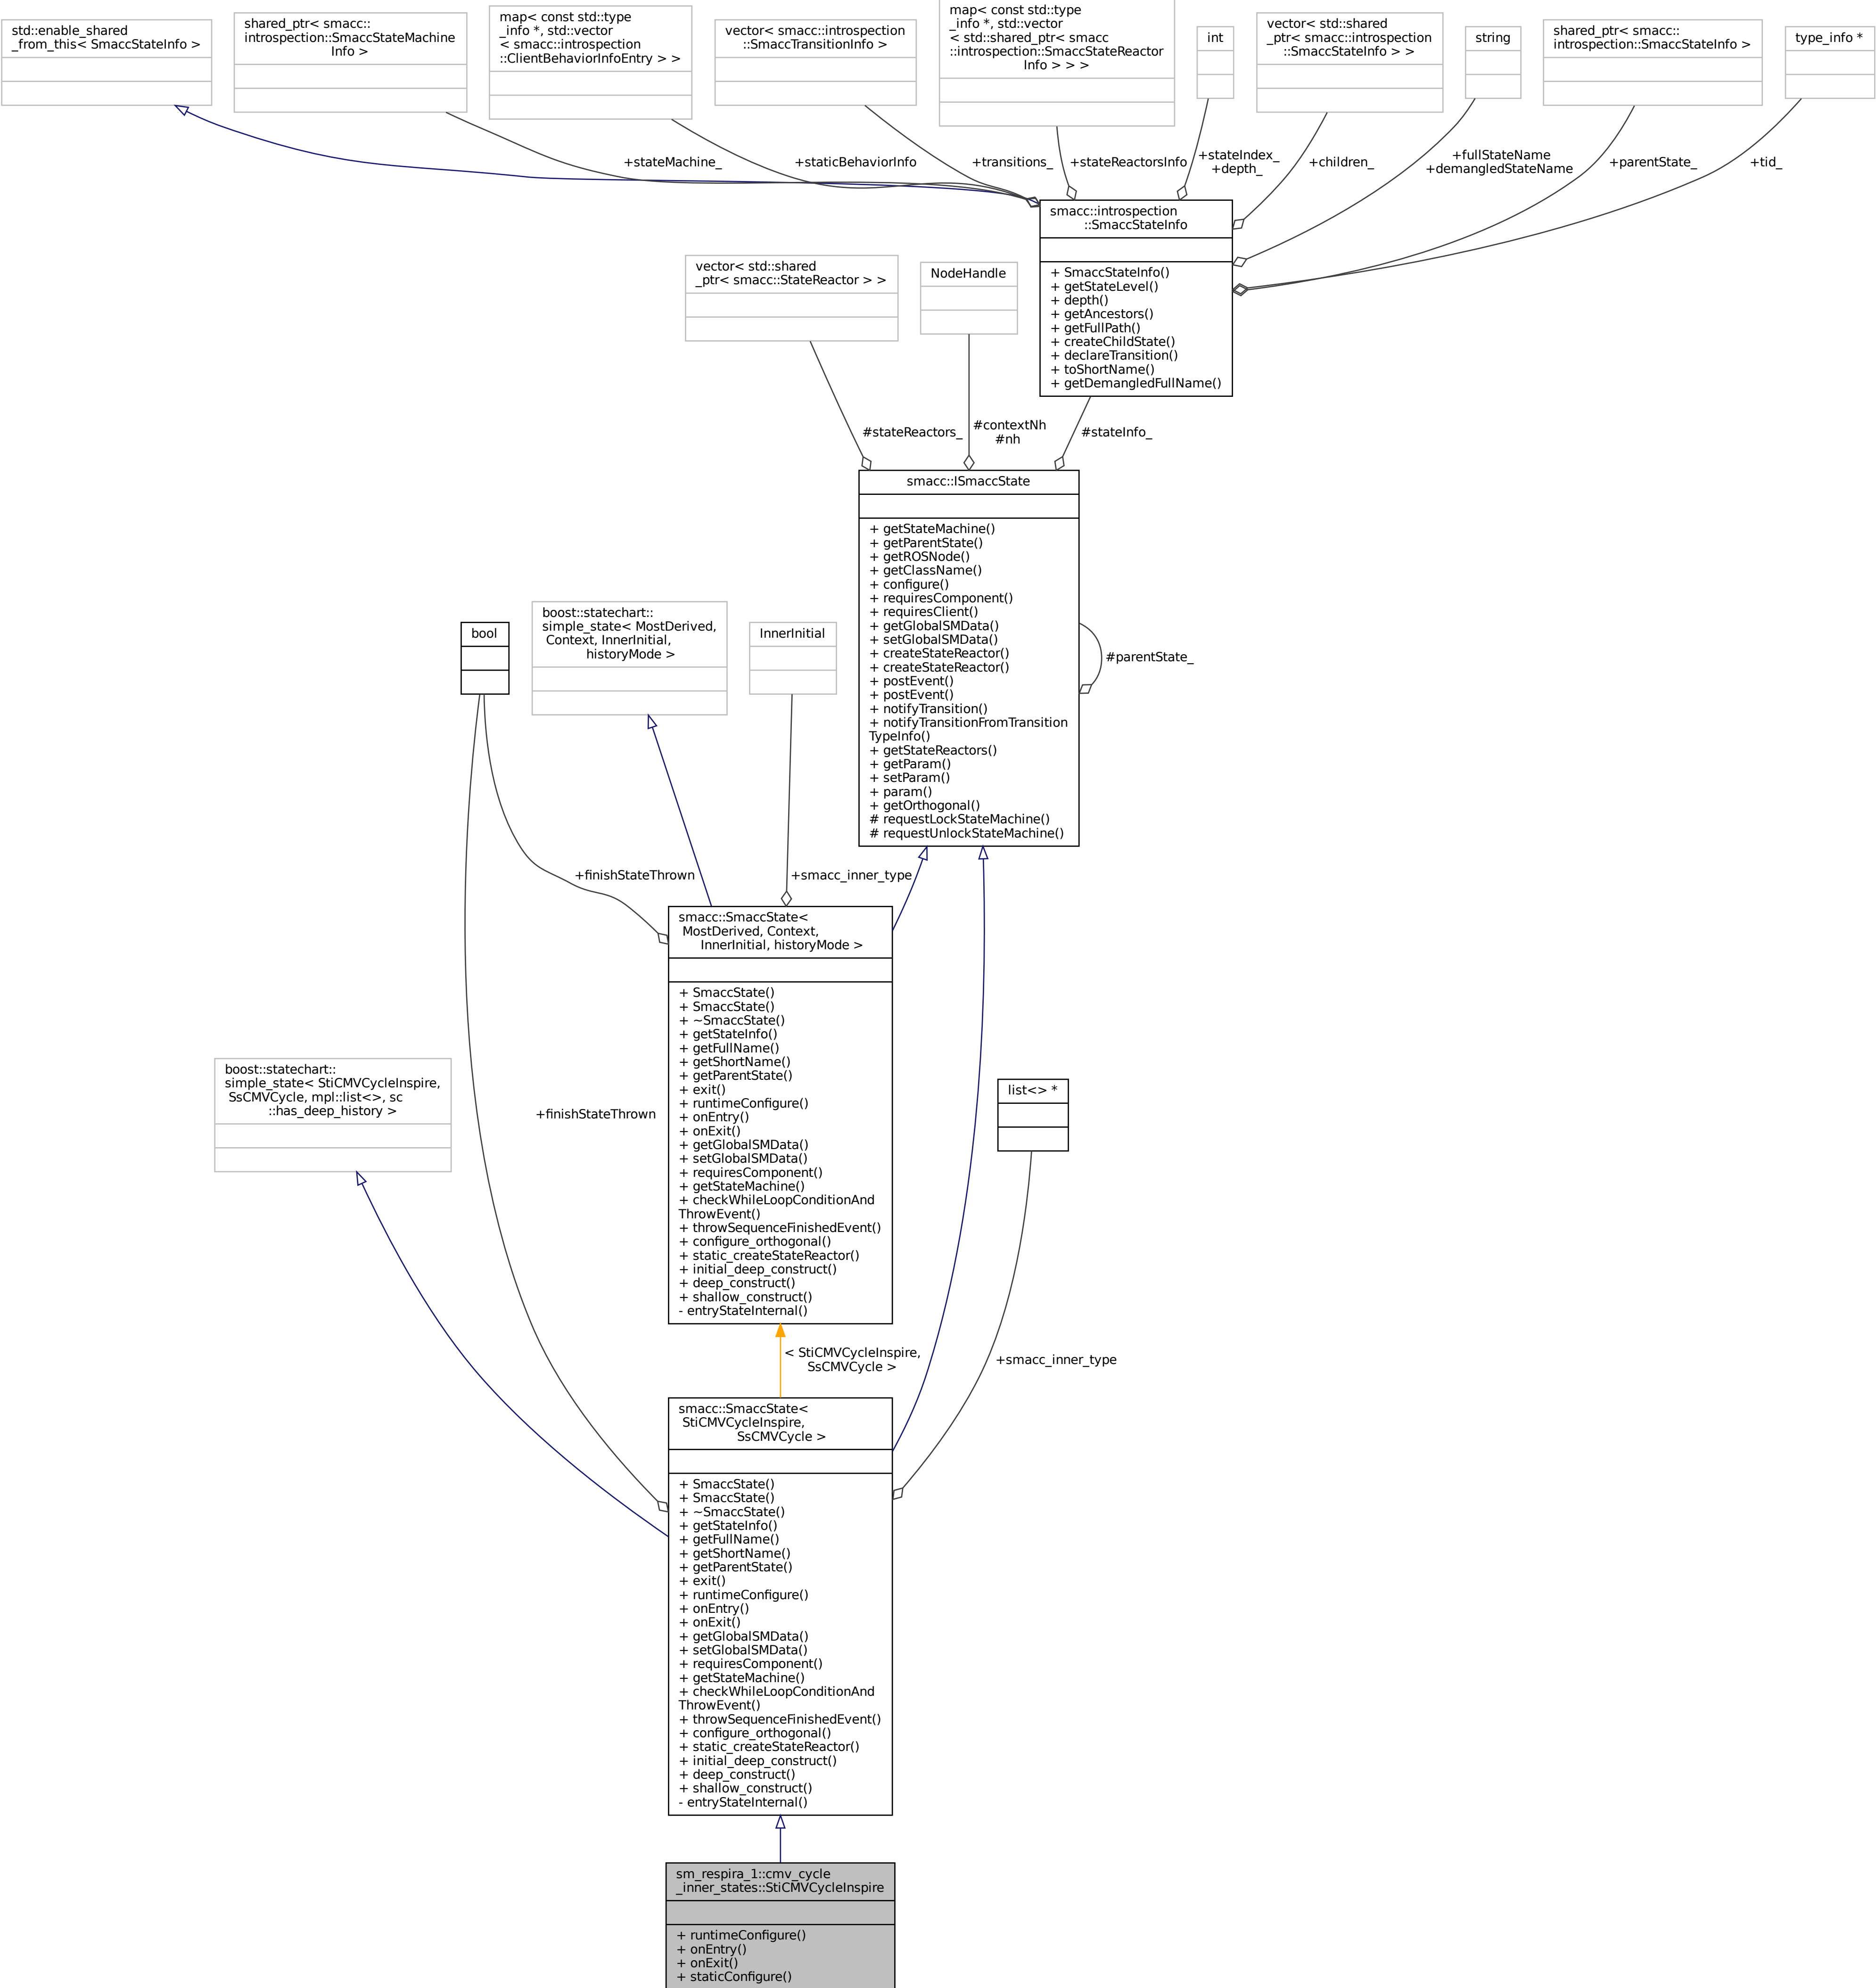 std::enable_shared
_from_this< SmaccStateInfo >
shared_ptr< smacc::
introspection::SmaccStateMachine
Info >
map< const std::type
_info *, std::vector
< smacc::introspection
::ClientBehaviorInfoEntry > >
vector< smacc::introspection
::SmaccTransitionInfo >
map< const std::type
_info *, std::vector
< std::shared_ptr< smacc
::introspection::SmaccStateReactor
Info > > >
int
vector< std::shared
_ptr< smacc::introspection
::SmaccStateInfo > >
string
shared_ptr< smacc::
introspection::SmaccStateInfo >
type_info *
+stateMachine_
+staticBehaviorInfo
+transitions_
+stateReactorsInfo
+stateIndex_
+depth_
+children_
+fullStateName
+demangledStateName
+parentState_
+tid_
smacc::introspection
::SmaccStateInfo
+ SmaccStateInfo()
+ getStateLevel()
+ depth()
+ getAncestors()
+ getFullPath()
+ createChildState()
+ declareTransition()
+ toShortName()
+ getDemangledFullName()
vector< std::shared
_ptr< smacc::StateReactor > >
NodeHandle
#stateReactors_
#contextNh
#nh
#stateInfo_
smacc::ISmaccState
+ getStateMachine()
+ getParentState()
+ getROSNode()
+ getClassName()
+ configure()
+ requiresComponent()
+ requiresClient()
+ getGlobalSMData()
+ setGlobalSMData()
+ createStateReactor()
+ createStateReactor()
+ postEvent()
+ postEvent()
+ notifyTransition()
+ notifyTransitionFromTransition
TypeInfo()
+ getStateReactors()
+ getParam()
+ setParam()
+ param()
+ getOrthogonal()
# requestLockStateMachine()
# requestUnlockStateMachine()
#parentState_
bool
boost::statechart::
simple_state< MostDerived,
Context, InnerInitial,
historyMode >
InnerInitial
+finishStateThrown
+smacc_inner_type
smacc::SmaccState<
MostDerived, Context,
InnerInitial, historyMode >
+ SmaccState()
+ SmaccState()
+ ~SmaccState()
+ getStateInfo()
+ getFullName()
+ getShortName()
+ getParentState()
+ exit()
+ runtimeConfigure()
+ onEntry()
+ onExit()
+ getGlobalSMData()
+ setGlobalSMData()
+ requiresComponent()
+ getStateMachine()
+ checkWhileLoopConditionAnd
ThrowEvent()
+ throwSequenceFinishedEvent()
+ configure_orthogonal()
+ static_createStateReactor()
+ initial_deep_construct()
+ deep_construct()
+ shallow_construct()
- entryStateInternal()
boost::statechart::
simple_state< StiCMVCycleInspire,
SsCMVCycle, mpl::list<>, sc
::has_deep_history >
+finishStateThrown
list<> *
< StiCMVCycleInspire,
SsCMVCycle >
+smacc_inner_type
smacc::SmaccState<
StiCMVCycleInspire,
SsCMVCycle >
+ SmaccState()
+ SmaccState()
+ ~SmaccState()
+ getStateInfo()
+ getFullName()
+ getShortName()
+ getParentState()
+ exit()
+ runtimeConfigure()
+ onEntry()
+ onExit()
+ getGlobalSMData()
+ setGlobalSMData()
+ requiresComponent()
+ getStateMachine()
+ checkWhileLoopConditionAnd
ThrowEvent()
+ throwSequenceFinishedEvent()
+ configure_orthogonal()
+ static_createStateReactor()
+ initial_deep_construct()
+ deep_construct()
+ shallow_construct()
- entryStateInternal()
sm_respira_1::cmv_cycle
_inner_states::StiCMVCycleInspire
+ runtimeConfigure()
+ onEntry()
+ onExit()
+ staticConfigure()